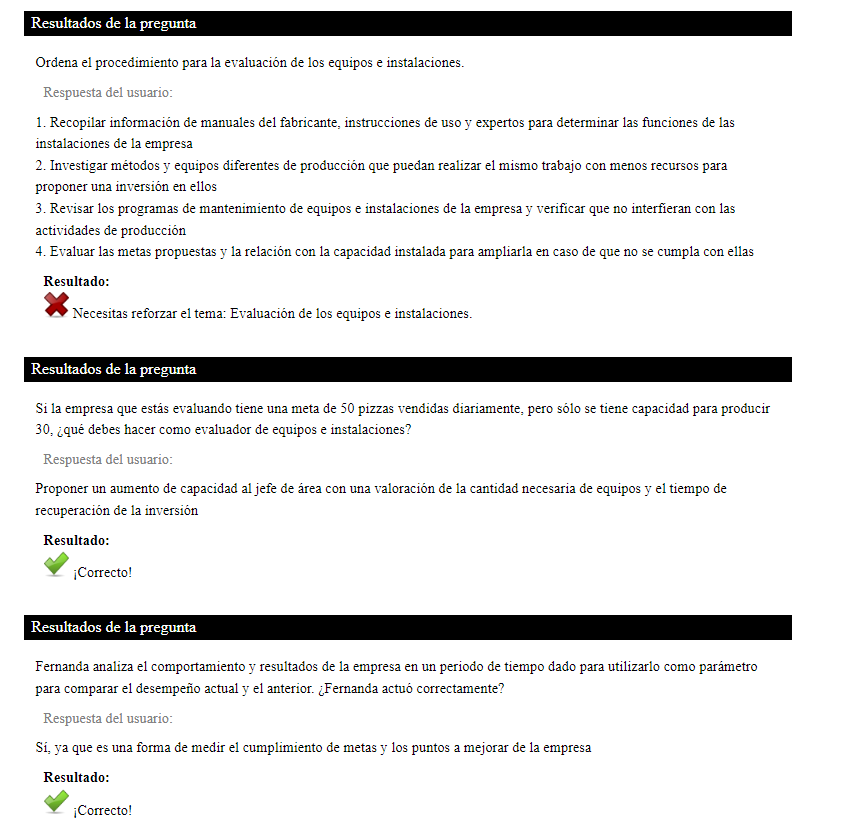 Resultados de la pregunta
Ordena el procedimiento para la evaluación de los equipos e instalaciones.
Respuesta del usuario:
1. Recopilar información de manuales del fabricante, instrucciones de uso y expertos para determinar las funciones de las
instalaciones de la empresa
2. Investigar métodos y equipos diferentes de producción que puedan realizar el mismo trabajo con menos recursos para
proponer una inversión en ellos
3. Revisar los programas de mantenimiento de equipos e instalaciones de la empresa y verificar que no interfieran con las
actividades de producción
4. Evaluar las metas propuestas y la relación con la capacidad instalada para ampliarla en caso de que no se cumpla con ellas
Resultado:
Necesitas reforzar el tema: Evaluación de los equipos e instalaciones.
Resultados de la pregunta
Si la empresa que estás evaluando tiene una meta de 50 pizzas vendidas diariamente, pero sólo se tiene capacidad para producir
30, ¿qué debes hacer como evaluador de equipos e instalaciones?
Respuesta del usuario:
Proponer un aumento de capacidad al jefe de área con una valoración de la cantidad necesaria de equipos y el tiempo de
recuperación de la inversión
Resultado:
¡Correcto!
Resultados de la pregunta
Fernanda analiza el comportamiento y resultados de la empresa en un periodo de tiempo dado para utilizarlo como parámetro
para comparar el desempeño actual y el anterior. ¿Fernanda actuó correctamente?
Respuesta del usuario:
Sí, ya que es una forma de medir el cumplimiento de metas y los puntos a mejorar de la empresa
Resultado:
¡Correcto!